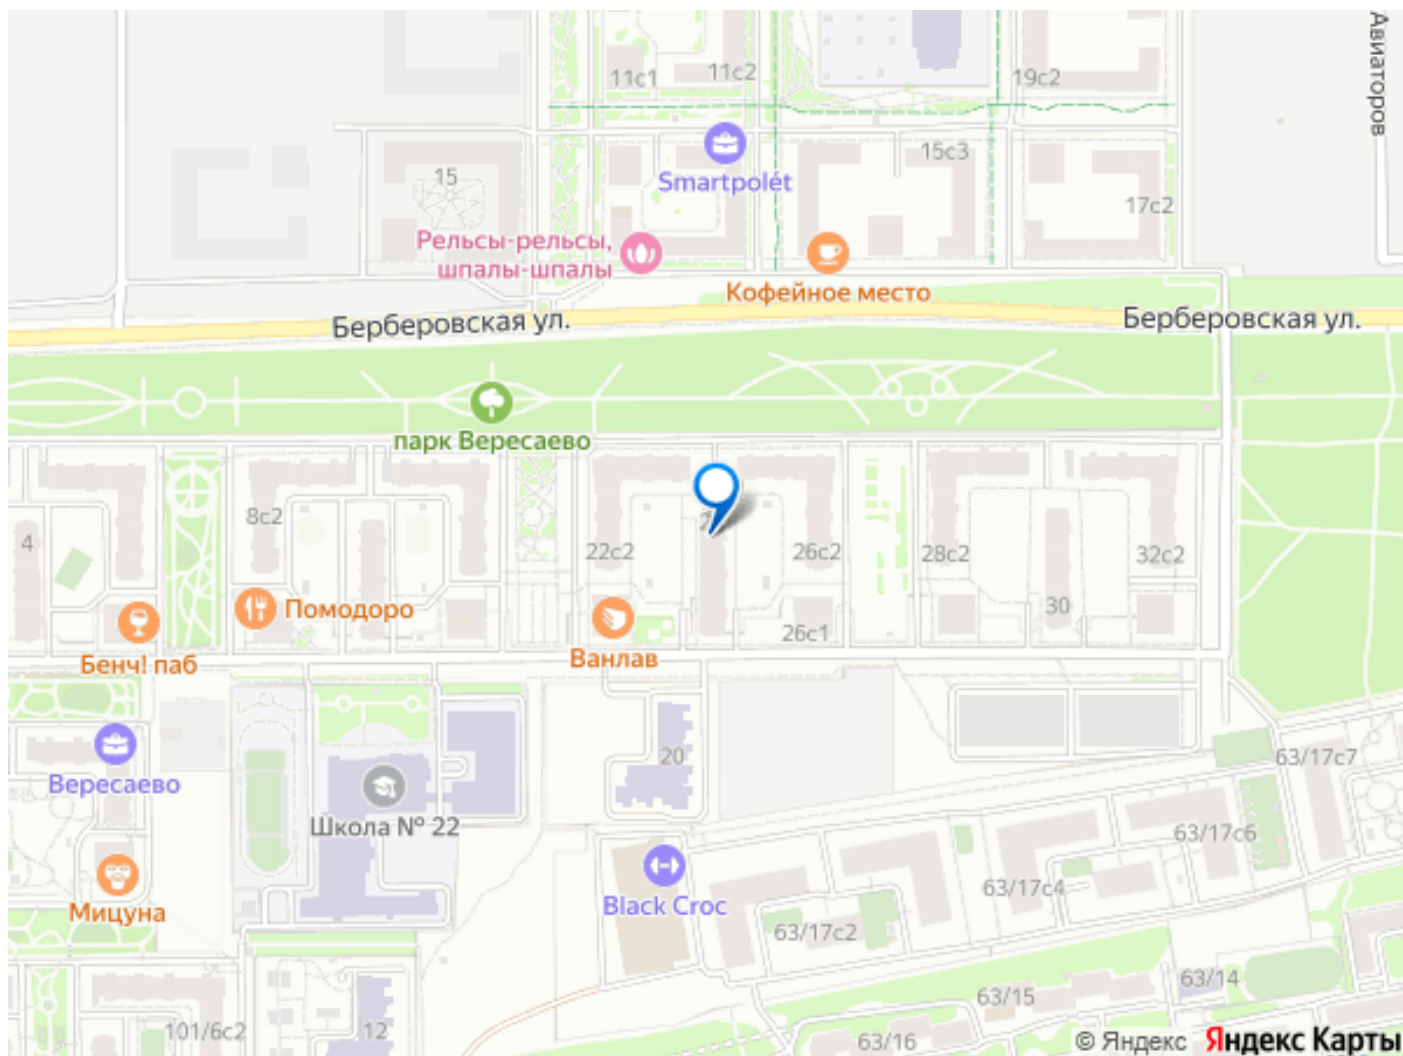 Авиаторов
11с1
11с2
19с2
Smartpolét
15с3
15
17с2
Рельсы-рельсы,
шпалы-шпалы
Кофейное место
Берберовская ул.
Берберовская ул.
парк Вересаево
8с2
4
22с2
26с2
28с2
32с2
Помодоро
30
26с1
Бенч! паб
Ванлав
20
63/17с7
Вересаево
Школа № 22
63/17с6
63/17с4
Black Croc
Мицуна
63/17с2
63/14
63/15
101/6с2
12
63/16
© Яндекс Яндекс Карты